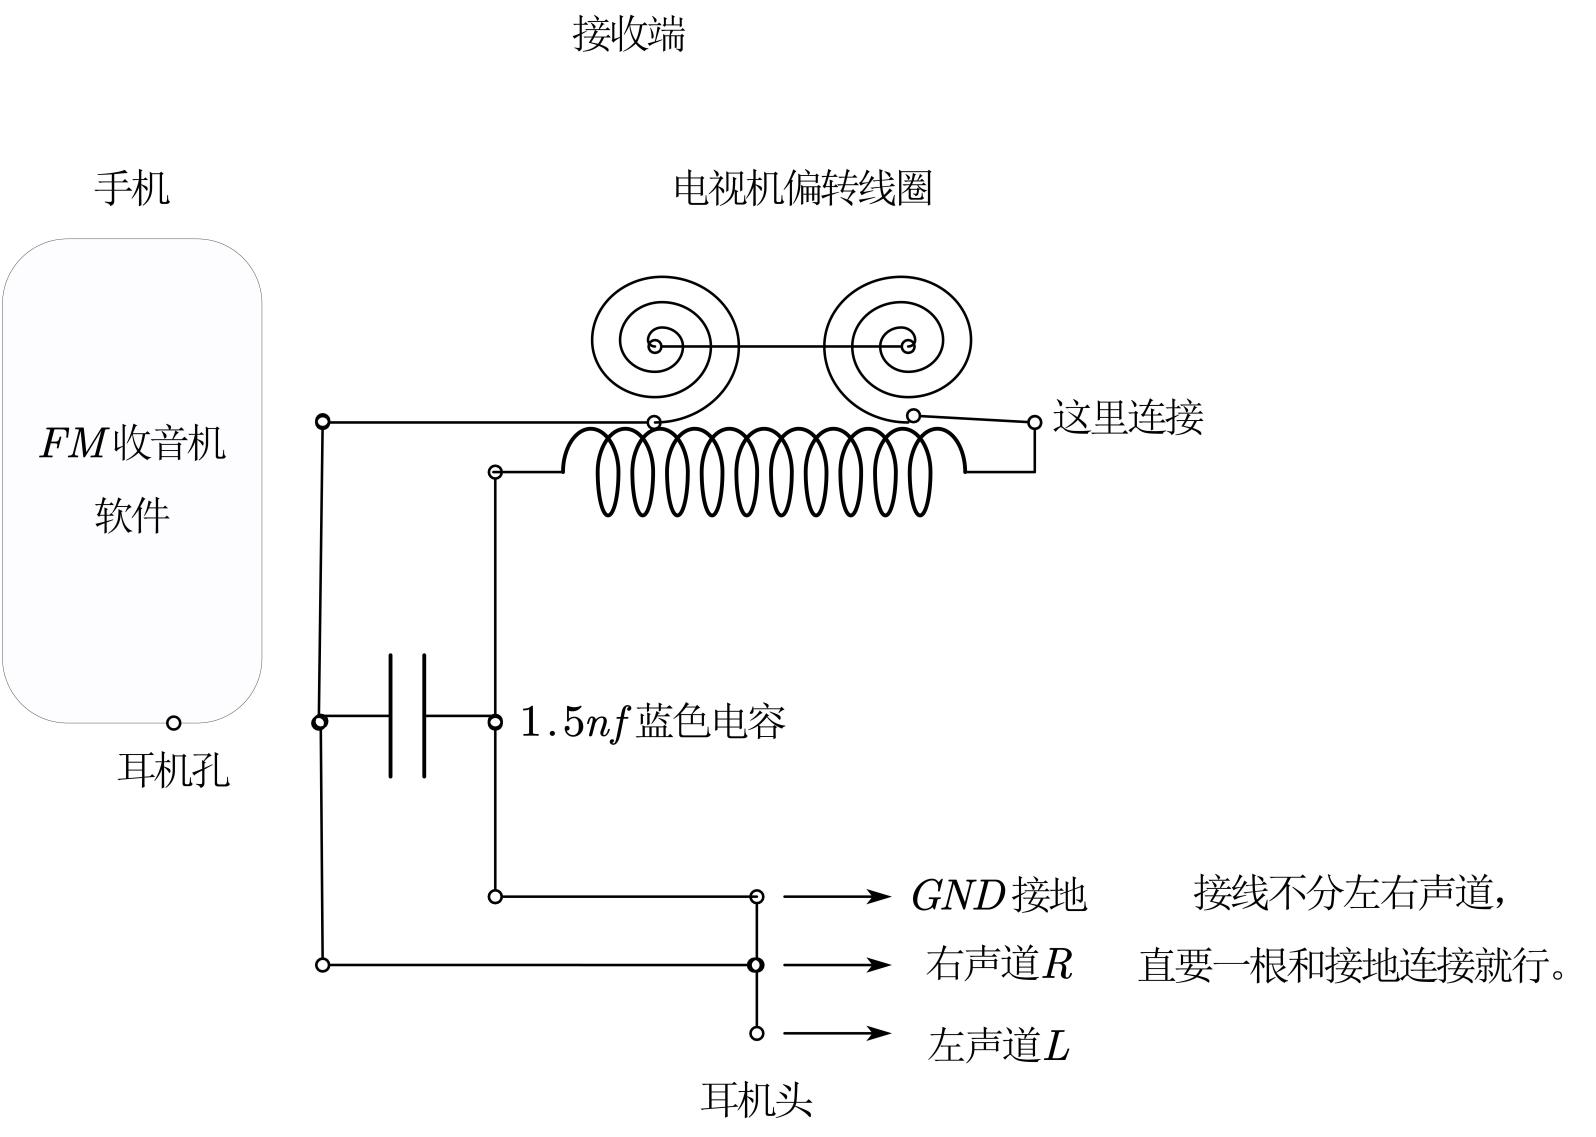 接收端
手机
电视机偏转线圈
FM收音机
软件
这里连接
1.5nf蓝色电容
耳机孔
GND接地
接线不分左右声道，
右声道R
直要一根和接地连接就行。
左声道L
耳机头